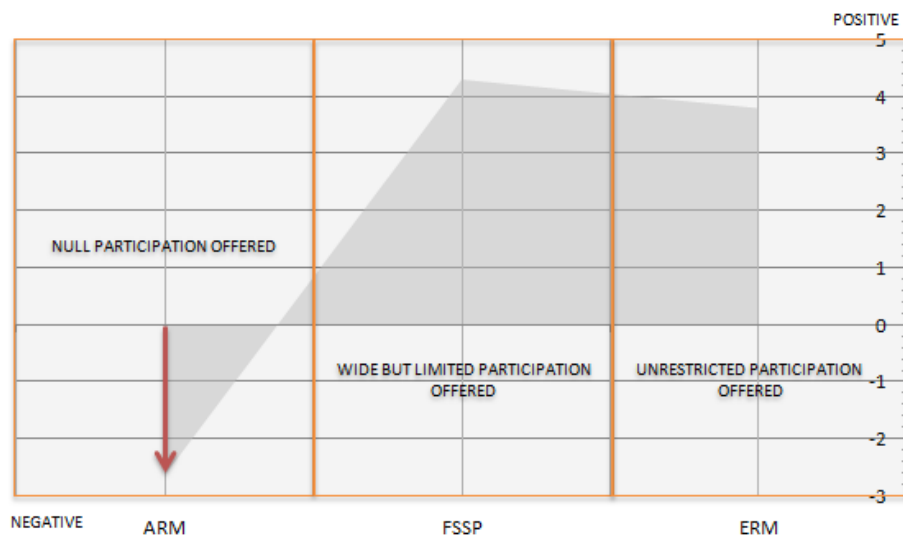 POSITIVE
5
4
3
2
NULL PARTICIPATION OFFERED
1
0
WIDE BUT LIMITED PARTICIPATION
OFFERED
UNRESTRICTED PARTICIPATION
OFFERED
-1
-2
-3
NEGATIVE
ARM
FSSP
ERM